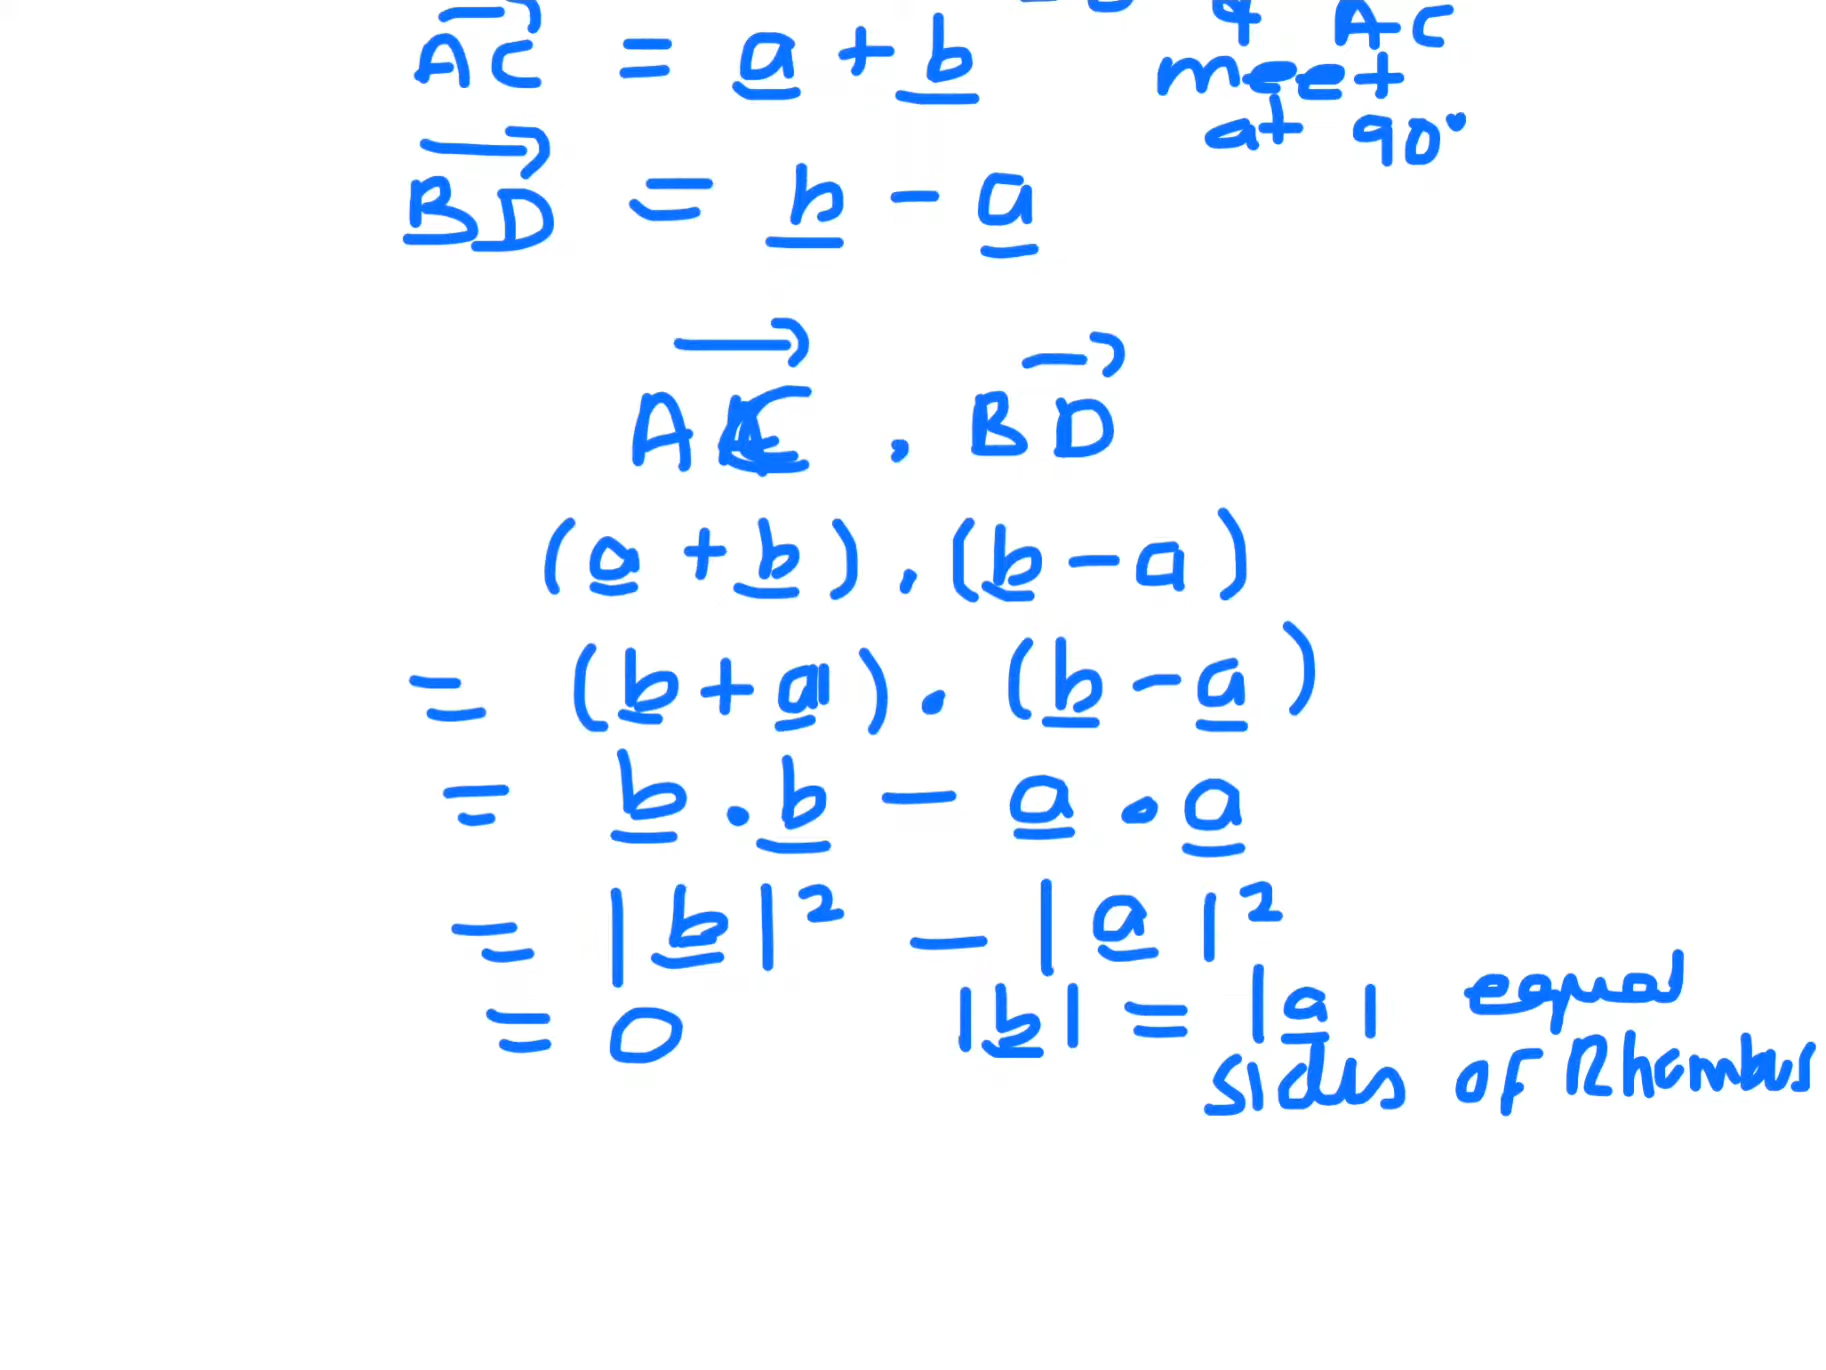 AC = a + b & AC
meet
at 90°
BD = b - a
AC . BD
(a + b) . (b - a)
= (b + a) . (b - a)
= b . b - a . a
= |b|² - |a|²
= 0 |b| = |a| equal
sides of Rhombus